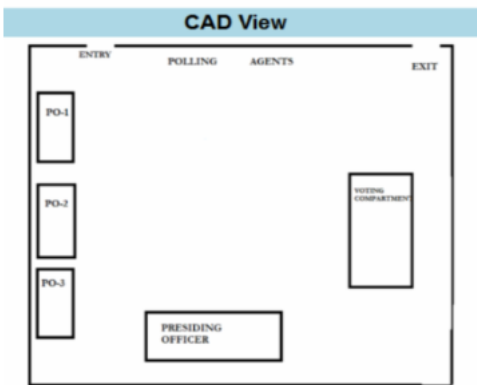 CAD View
ENTRY
POLLING AGENTS
EXIT
PO-1
VOTING
COMPARTMENT
PO-2
PO-3
PRESIDING
OFFICER